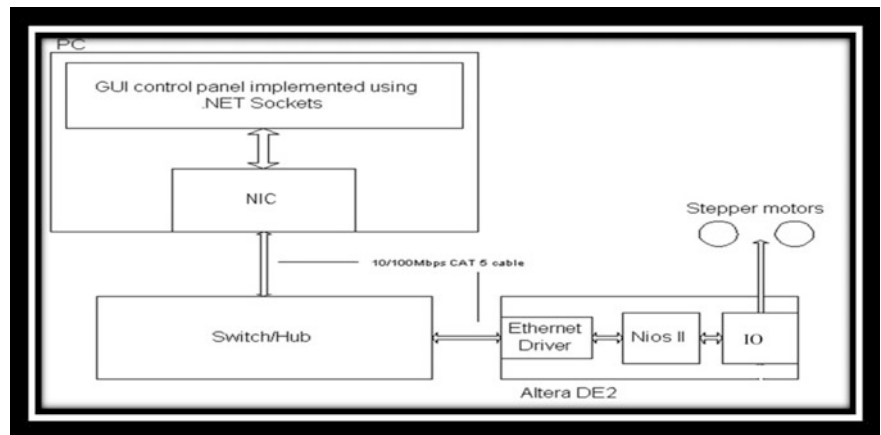 PC
GUI control panel implemented using
.NET Sockets
NIC
Stepper motors
10/100Mbps CAT 5 cable
Switch/Hub
Ethernet
Driver
Nios II
IO
Altera DE2